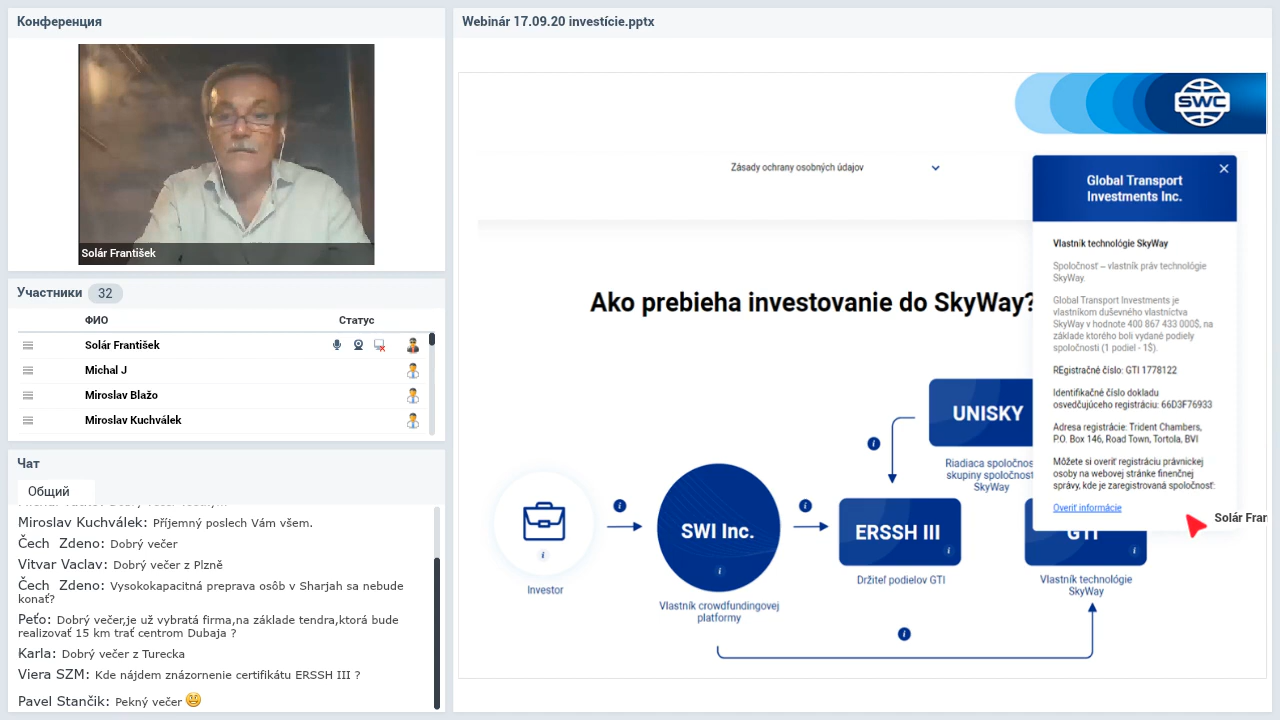 Конференция
Solár František
Участники 32
ФИО Статус
Solár František
Michal J
Miroslav Blažo
Miroslav Kuchválek
Чат
Общий
Miroslav Kuchválek: Příjemný poslech Vám všem.
Čech Zdeno: Dobrý večer
Vitvar Vaclav: Dobrý večer z Plzně
Čech Zdeno: Vysokokapacitná preprava osôb v Sharjah sa nebude
konať?
Peťo: Dobrý večer,je už vybratá firma,na základe tendra,ktorá bude
realizovať 15 km trať centrom Dubaja ?
Karla: Dobrý večer z Turecka
Viera SZM: Kde nájdem znázornenie certifikátu ERSSH III ?
Pavel Stančik: Pekný večer
Webinár 17.09.20 investície.pptx
SWC
Zásady ochrany osobných údajov
Ako prebieha investovanie do SkyWay?
UNISKY
Riadiaca spoločnos
skupiny spoločnost
SkyWay
Investor
SWI Inc.
Vlastník crowdfundingovej
platformy
ERSSH III
Držiteľ podielov GTI
GTI
Vlastník technológie
SkyWay
Global Transport
Investments Inc.
Vlastník technológie SkyWay
Spoločnosť – vlastník práv technológie
SkyWay.
Global Transport Investments je
vlastníkom duševného vlastníctva
SkyWay v hodnote 400 867 433 000$, na
základe ktorého boli vydané podiely
spoločnosti (1 podiel - 1$).
REgistračné číslo: GTI 1778122
Identifikačné číslo dokladu
osvedčujúceho registráciu: 66D3F76933
Adresa registrácie: Trident Chambers,
P.O. Box 146, Road Town, Tortola, BVI
Môžete si overiť registráciu právnickej
osoby na webovej stránke finenčnej
správy, kde je zaregistrovaná spoločnosť:
Overiť informácie
Solár Fran